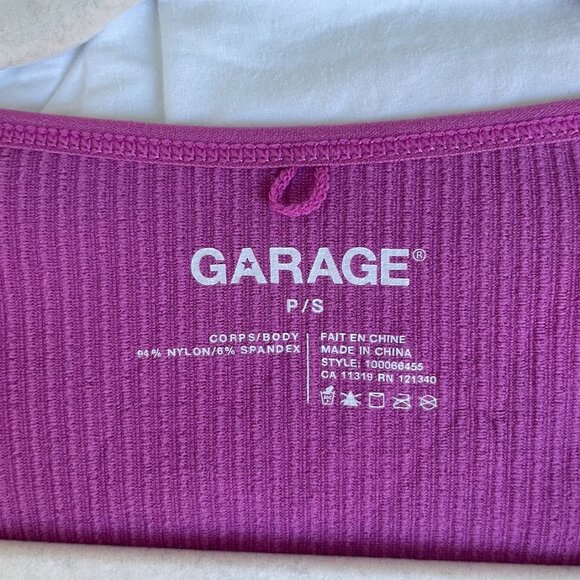 GARAGE®
P/S
CORPS/BODY
94% NYLON/6% SPANDEX
FAIT EN CHINE
MADE IN CHINA
STYLE: 100066455
CA 11319 RN 121340